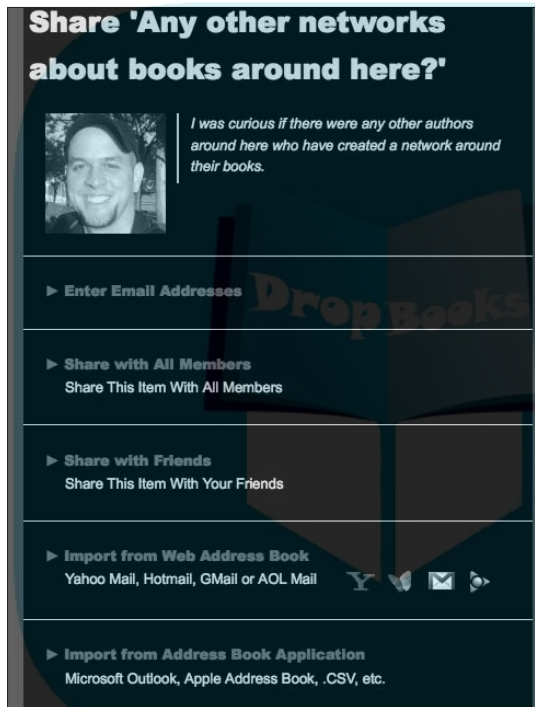 Share 'Any other networks
about books around here?'
I was curious if there were any other authors
around here who have created a network around
their books.
► Enter Email Addresses
DropBooks
► Share with All Members
Share This Item With All Members
► Share with Friends
Share This Item With Your Friends
► Import from Web Address Book
Yahoo Mail, Hotmail, GMail or AOL Mail
► Import from Address Book Application
Microsoft Outlook, Apple Address Book, .CSV, etc.